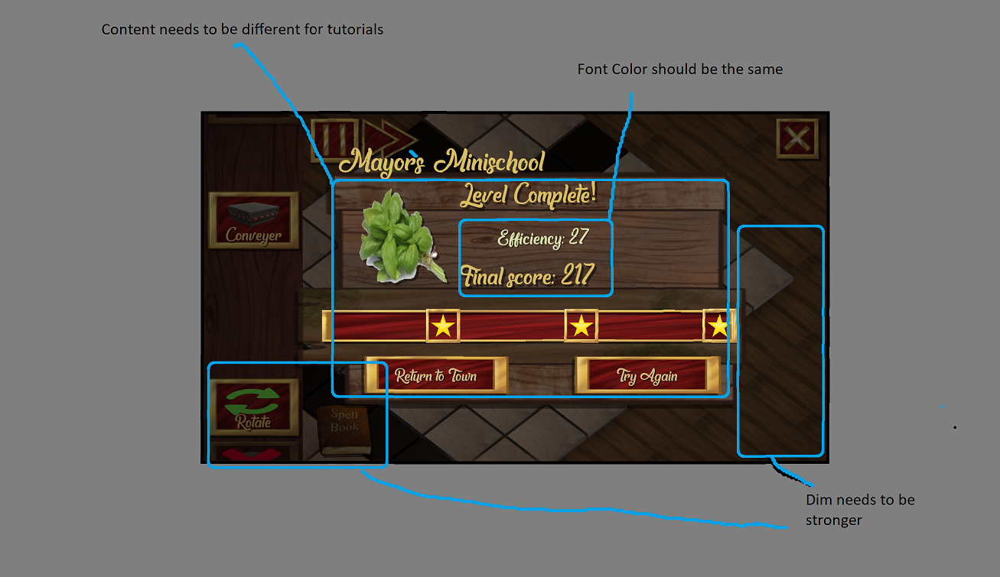 Content needs to be different for tutorials
Font Color should be the same
Mayor's Minischool
Level Complete!
Conveyer
Efficiency: 27
Final score: 217
Return to Town
Try Again
Rotate
Spell
Book
Dim needs to be
stronger